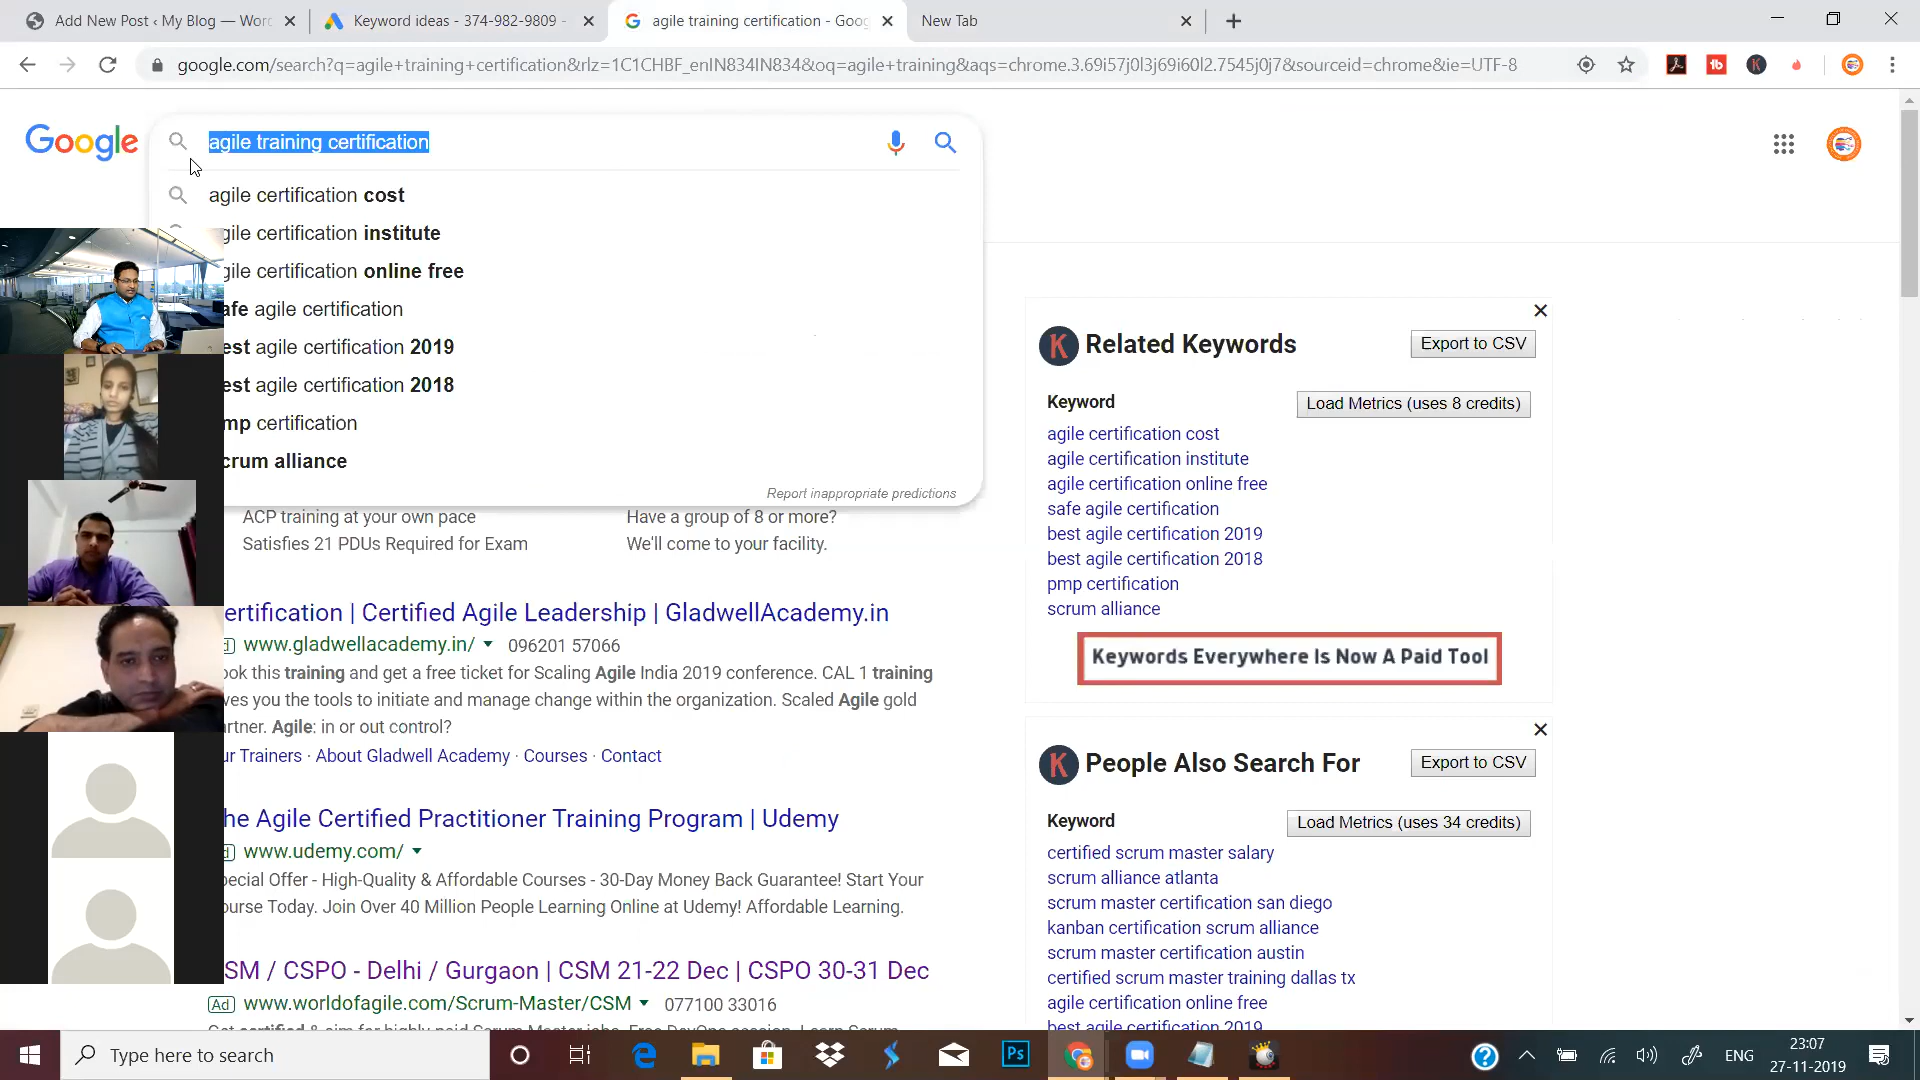 Add New Post ‹ My Blog — Word
Keyword ideas - 374-982-9809 -
agile training certification - Goog
New Tab
google.com/search?q=agile+training+certification&rlz=1C1CHBF_enIN834IN834&oq=agile+training&aqs=chrome.3.69i57j0l3j69i60l2.7545j0j7&sourceid=chrome&ie=UTF-8
Google
agile training certification
agile certification cost
gile certification institute
gile certification online free
afe agile certification
est agile certification 2019
est agile certification 2018
mp certification
crum alliance
Report inappropriate predictions
ACP training at your own pace
Satisfies 21 PDUs Required for Exam
Have a group of 8 or more?
We'll come to your facility.
ertification | Certified Agile Leadership | GladwellAcademy.in
www.gladwellacademy.in/ 096201 57066
ook this training and get a free ticket for Scaling Agile India 2019 conference. CAL 1 training
ves you the tools to initiate and manage change within the organization. Scaled Agile gold
artner. Agile: in or out control?
ur Trainers · About Gladwell Academy · Courses · Contact
he Agile Certified Practitioner Training Program | Udemy
www.udemy.com/
pecial Offer - High-Quality & Affordable Courses - 30-Day Money Back Guarantee! Start Your
ourse Today. Join Over 40 Million People Learning Online at Udemy! Affordable Learning.
SM / CSPO - Delhi / Gurgaon | CSM 21-22 Dec | CSPO 30-31 Dec
Ad www.worldofagile.com/Scrum-Master/CSM 077100 33016
Related Keywords
Export to CSV
Keyword
Load Metrics (uses 8 credits)
agile certification cost
agile certification institute
agile certification online free
safe agile certification
best agile certification 2019
best agile certification 2018
pmp certification
scrum alliance
Keywords Everywhere Is Now A Paid Tool
People Also Search For
Export to CSV
Keyword
Load Metrics (uses 34 credits)
certified scrum master salary
scrum alliance atlanta
scrum master certification san diego
kanban certification scrum alliance
scrum master certification austin
certified scrum master training dallas tx
agile certification online free
best agile certification 2019
Type here to search
Ps
ENG
23:07
27-11-2019